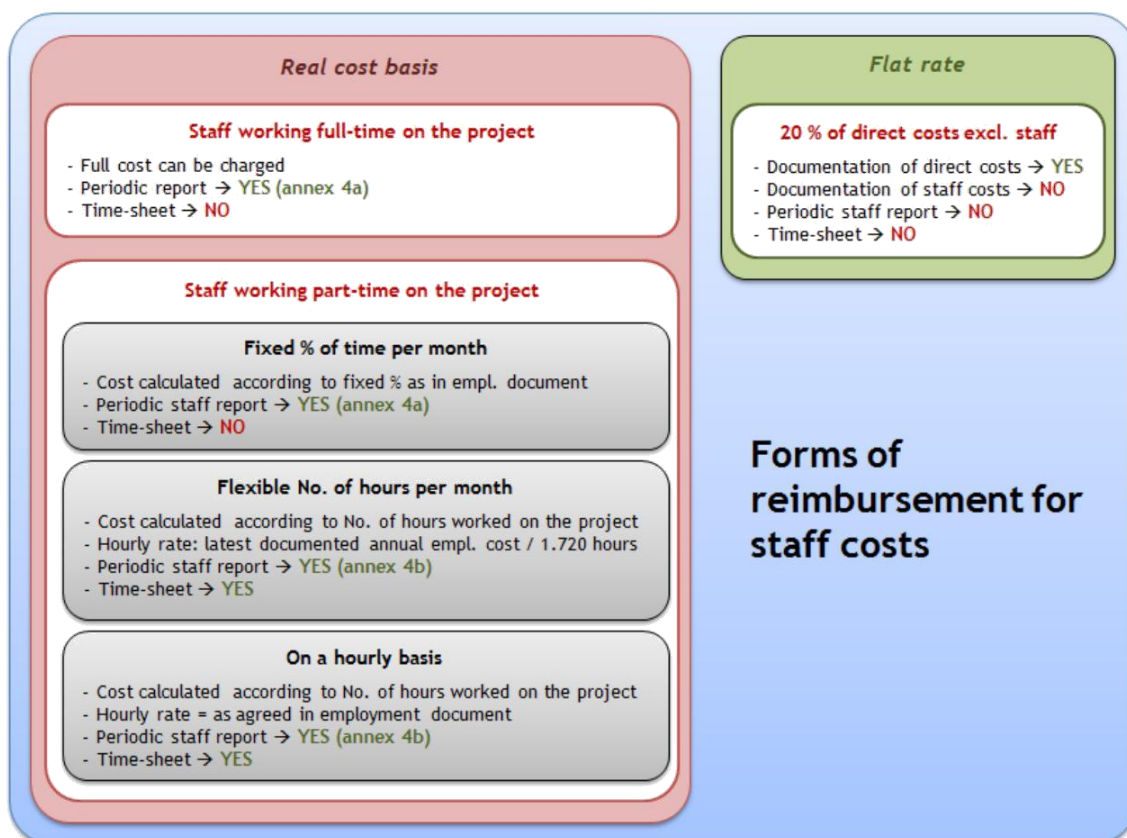 Real cost basis
Staff working full-time on the project
- Full cost can be charged
- Periodic report → YES (annex 4a)
- Time-sheet → NO
Staff working part-time on the project
Fixed % of time per month
- Cost calculated according to fixed % as in empl. document
- Periodic staff report → YES (annex 4a)
- Time-sheet → NO
Flexible No. of hours per month
- Cost calculated according to No. of hours worked on the project
- Hourly rate: latest documented annual empl. cost / 1.720 hours
- Periodic staff report → YES (annex 4b)
- Time-sheet → YES
On a hourly basis
- Cost calculated according to No. of hours worked on the project
- Hourly rate = as agreed in employment document
- Periodic staff report → YES (annex 4b)
- Time-sheet → YES
Flat rate
20 % of direct costs excl. staff
- Documentation of direct costs → YES
- Documentation of staff costs → NO
- Periodic staff report → NO
- Time-sheet → NO
Forms of
reimbursement for
staff costs